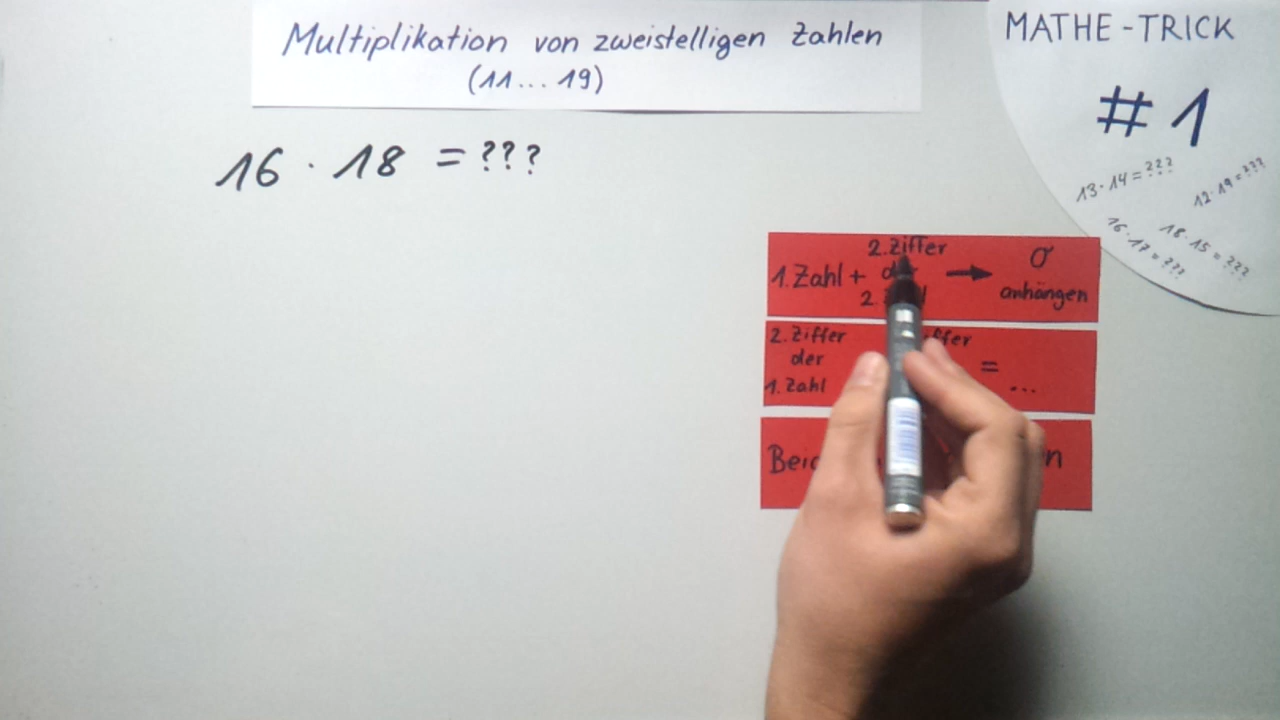 Multiplikation von zweistelligen Zahlen
(11...19)
MATHE-TRICK
#1
13·14=???
12·19=???
16·17=???
18·15=???
16 · 18 = ???
2. Ziffer
1. Zahl + → 0
2. anhängen
2. Ziffer
der =
1. Zahl ...